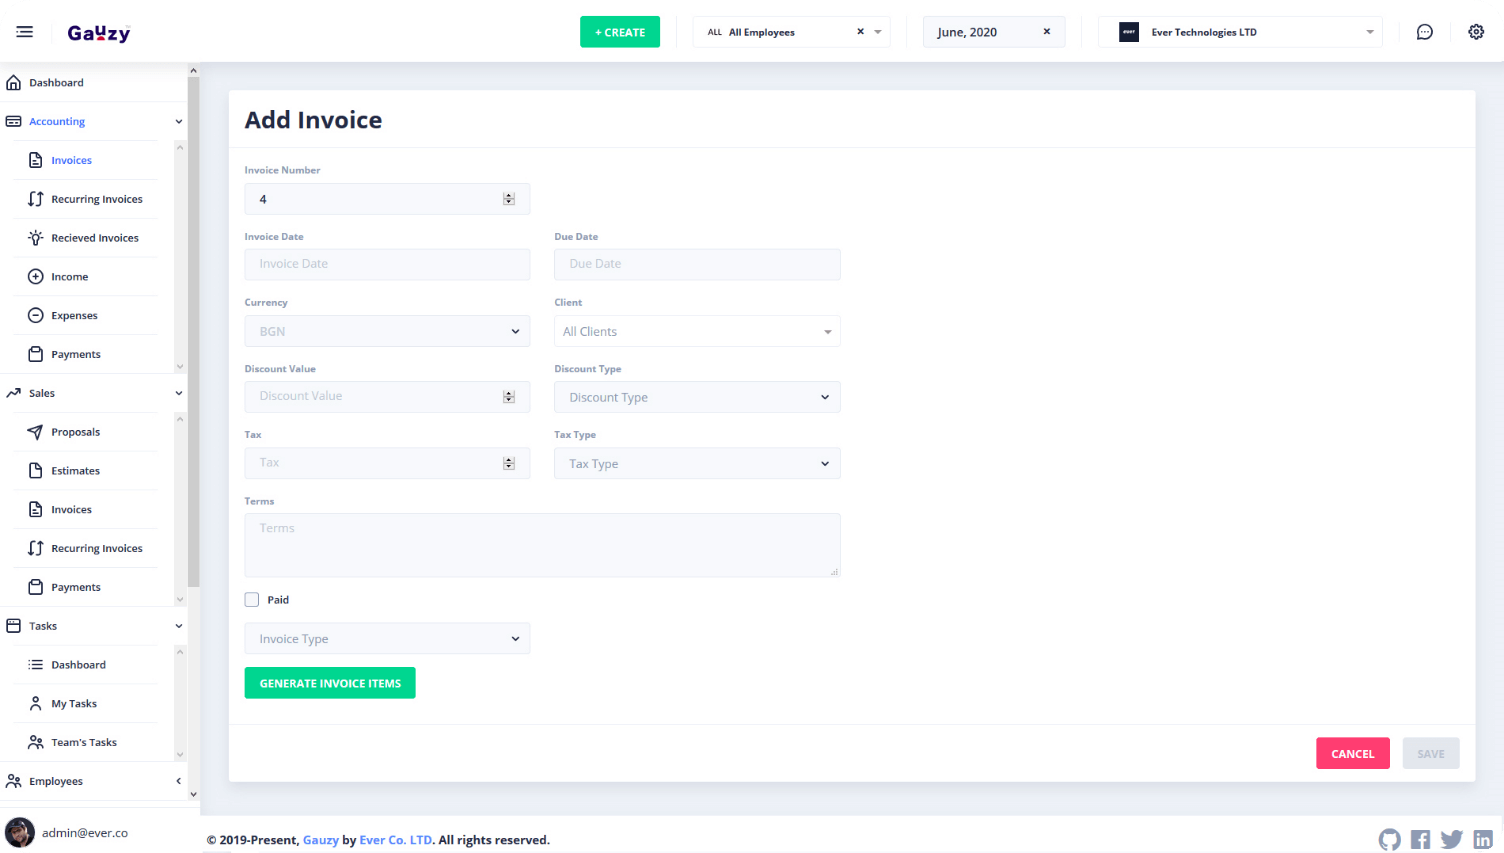 Gauzy
+ CREATE
ALL All Employees
June, 2020
EVER
Ever Technologies LTD
Dashboard
Accounting
Invoices
Recurring Invoices
Recieved Invoices
Income
Expenses
Payments
Sales
Proposals
Estimates
Invoices
Recurring Invoices
Payments
Tasks
Dashboard
My Tasks
Team's Tasks
Employees
admin@ever.co
Add Invoice
Invoice Number
4
Invoice Date
Due Date
Invoice Date
Due Date
Currency
Client
BGN
All Clients
Discount Value
Discount Type
Discount Value
Discount Type
Tax
Tax Type
Tax
Tax Type
Terms
Terms
Paid
Invoice Type
GENERATE INVOICE ITEMS
CANCEL
SAVE
© 2019-Present, Gauzy by Ever Co. LTD. All rights reserved.